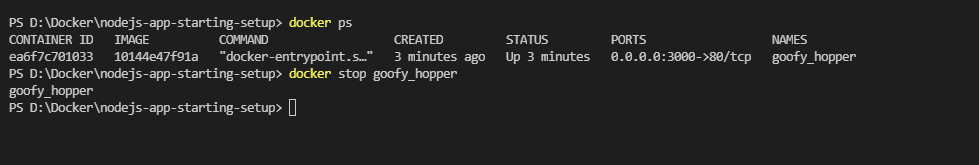 PS D:\Docker\nodejs-app-starting-setup> docker ps
CONTAINER ID   IMAGE          COMMAND                  CREATED         STATUS         PORTS                  NAMES
ea6f7c701033   10144e47f91a   "docker-entrypoint.s…"   3 minutes ago   Up 3 minutes   0.0.0.0:3000->80/tcp   goofy_hopper
PS D:\Docker\nodejs-app-starting-setup> docker stop goofy_hopper
goofy_hopper
PS D:\Docker\nodejs-app-starting-setup>